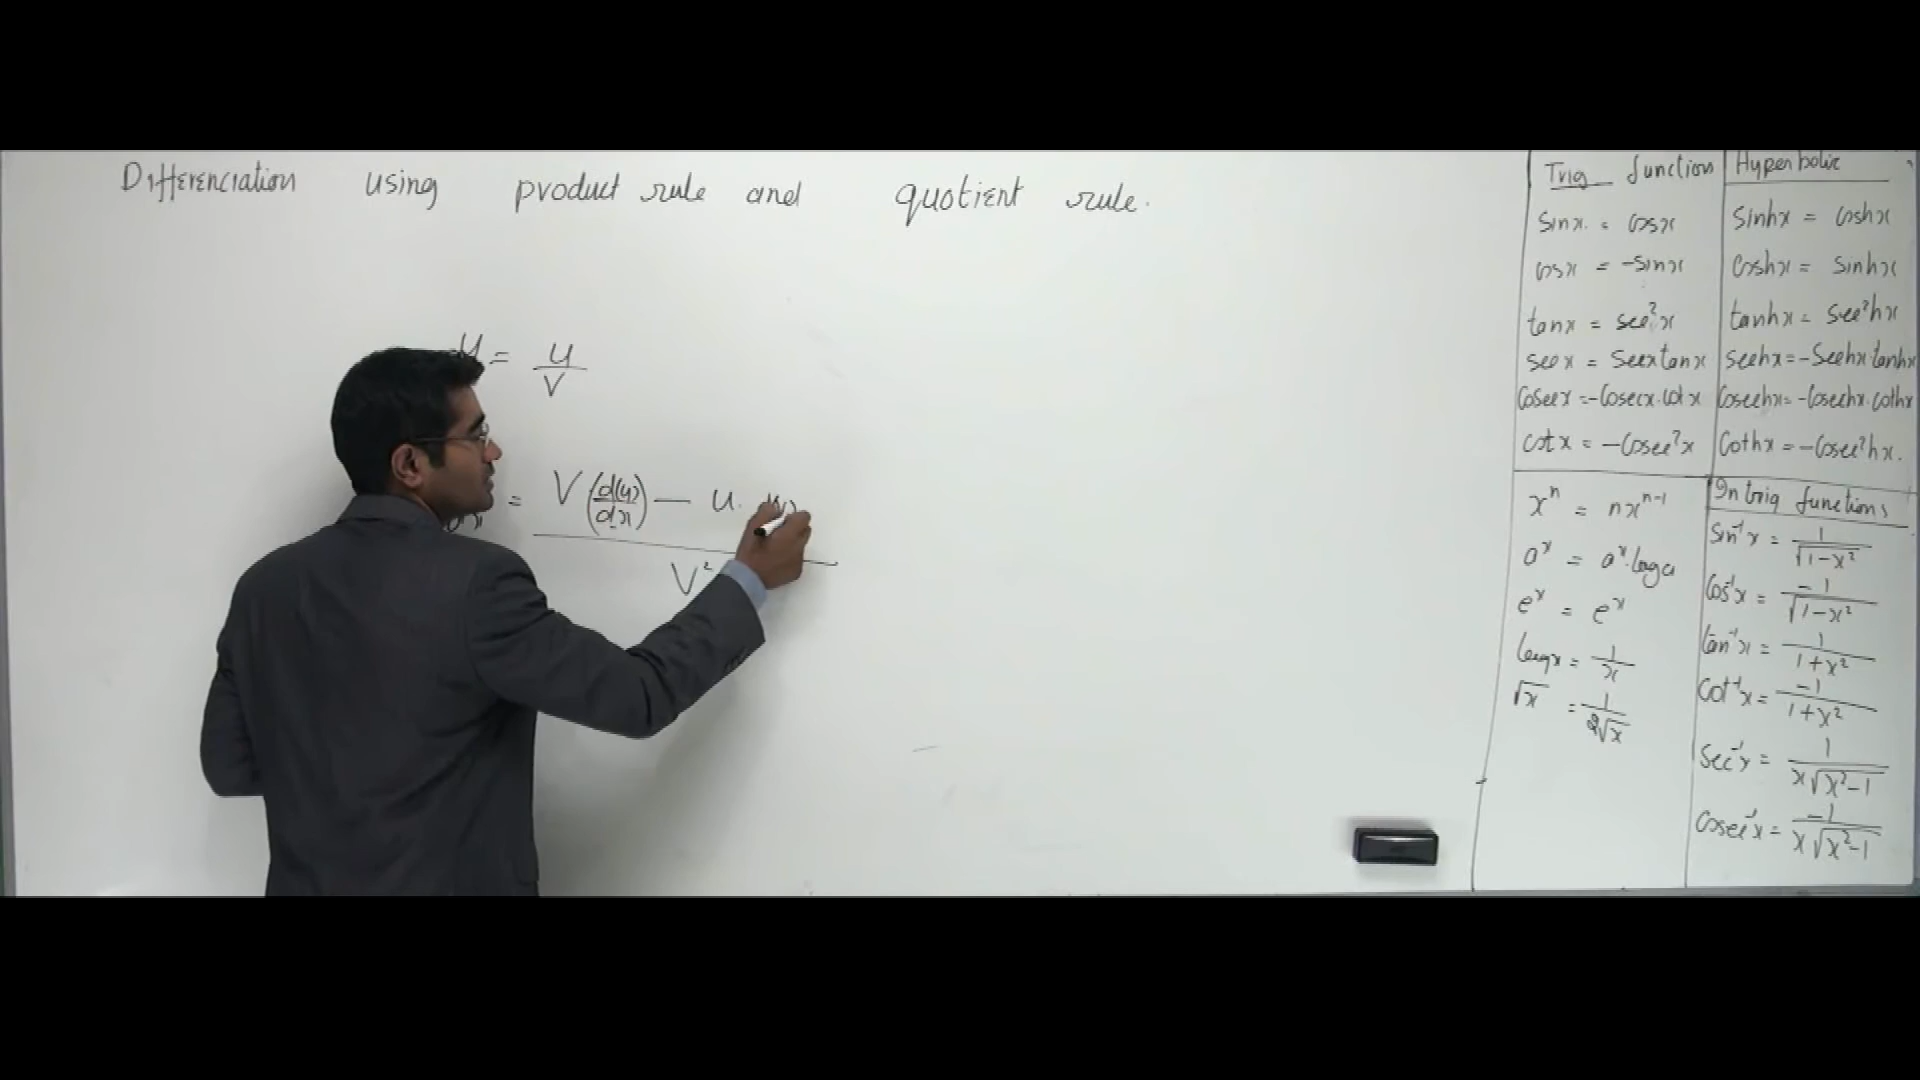 Differenciation using product rule and quotient rule.
y = u/v
= V (d(u)/dx) — u.
V²
Trig function
sinx = cosx
cosx = -sinx
tanx = sec²x
secx = secxtanx
Cosecx = -Cosecx.cotx
cotx = -Cosec²x
Hyperbolic
sinhx = coshx
Coshx = sinhx
tanhx = sec²hx
sechx = -Sechx.tanhx
Cosechx = -Cosechx.cothx
Cothx = -Cosec²hx.
xⁿ = nxⁿ⁻¹
aˣ = aˣ.loga
eˣ = eˣ
logx = 1/x
√x = 1/2√x
In trig functions
Sin⁻¹x = 1/√1-x²
Cos⁻¹x = -1/√1-x²
tan⁻¹x = 1/1+x²
Cot⁻¹x = -1/1+x²
Sec⁻¹x = 1/x√x²-1
Cosec⁻¹x = -1/x√x²-1